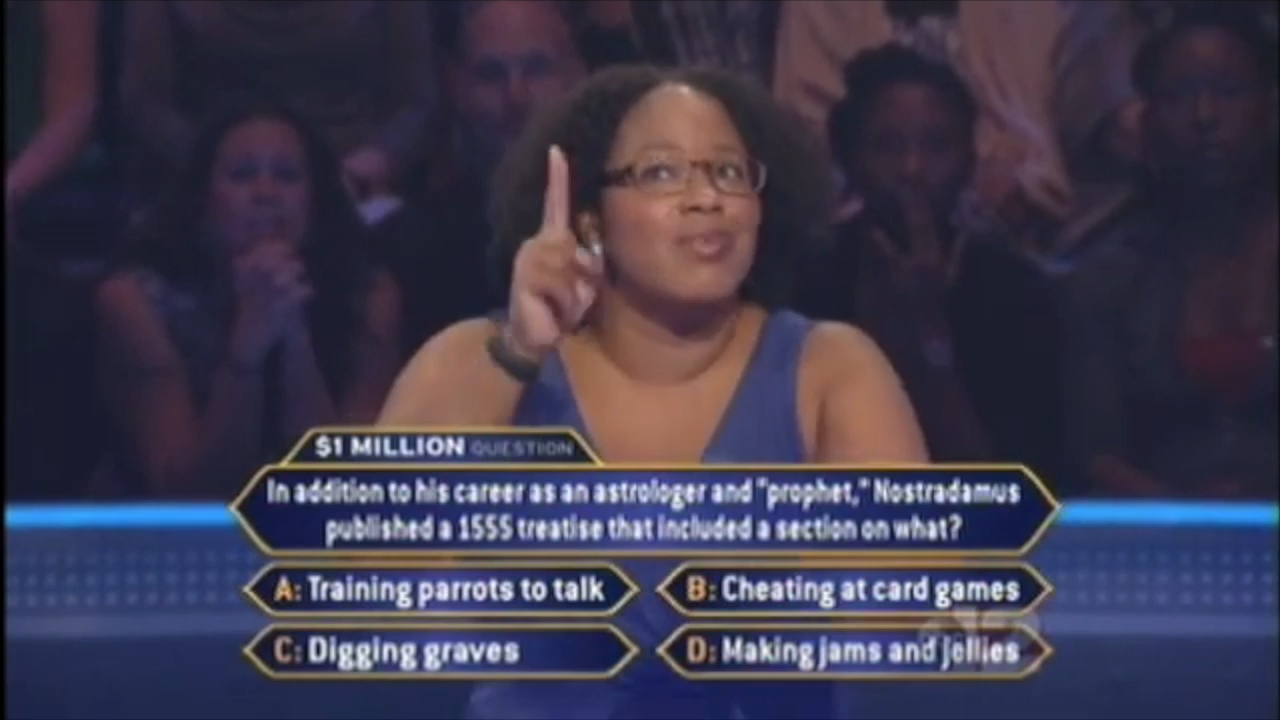 $1 MILLION QUESTION
In addition to his career as an astrologer and "prophet," Nostradamus
published a 1555 treatise that included a section on what?
A: Training parrots to talk
B: Cheating at card games
C: Digging graves
D: Making jams and jellies